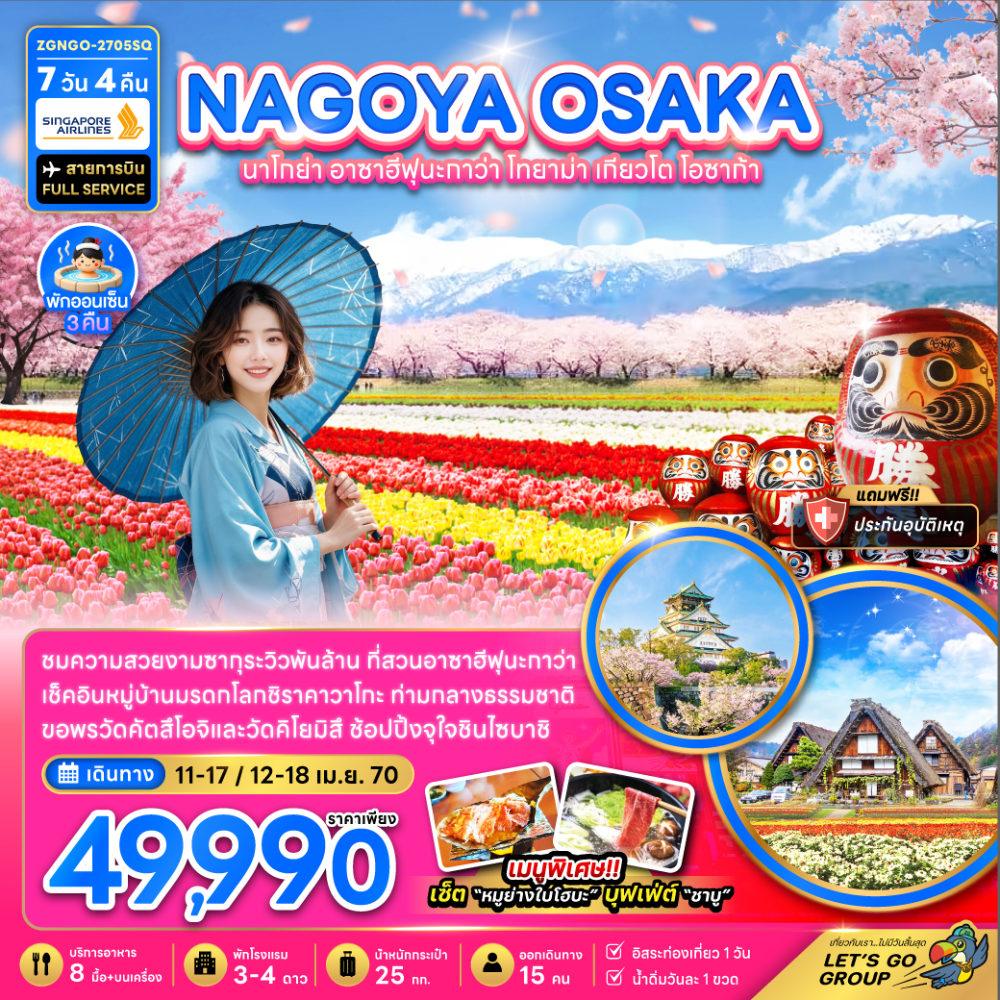 ZGNGO-2705SQ
7 วัน 4 คืน
SINGAPORE
AIRLINES
สายการบิน
FULL SERVICE
NAGOYA OSAKA
นาโกย่า อาซาฮีฟุนะกาว่า โทยาม่า เกียวโต โอซาก้า
พักออนเซ็น
3 คืน
勝
勝
勝
勝
แถมฟรี!!
ประกันอุบัติเหตุ
ชมความสวยงามซากุระวิวพันล้าน ที่สวนอาซาฮีฟุนะกาว่า
เช็คอินหมู่บ้านมรดกโลกชิราคาวาโกะ ท่ามกลางธรรมชาติ
ขอพรวัดคัตสึโอจิและวัดคิโยมิสึ ช้อปปิ้งจุใจชินไซบาชิ
เดินทาง 11-17 / 12-18 เม.ย. 70
ราคาเพียง
49,990
เมนูพิเศษ!!
เซ็ต "หมูย่างใบโฮบะ" บุฟเฟ่ต์ "ชาบู"
บริการอาหาร
8 มื้อ+บนเครื่อง
พักโรงแรม
3-4 ดาว
น้ำหนักกระเป๋า
25 กก.
ออกเดินทาง
15 คน
อิสระท่องเที่ยว 1 วัน
น้ำดื่มวันละ 1 ขวด
เที่ยวกับเรา...ไม่มีวันสิ้นสุด
LET'S GO
GROUP